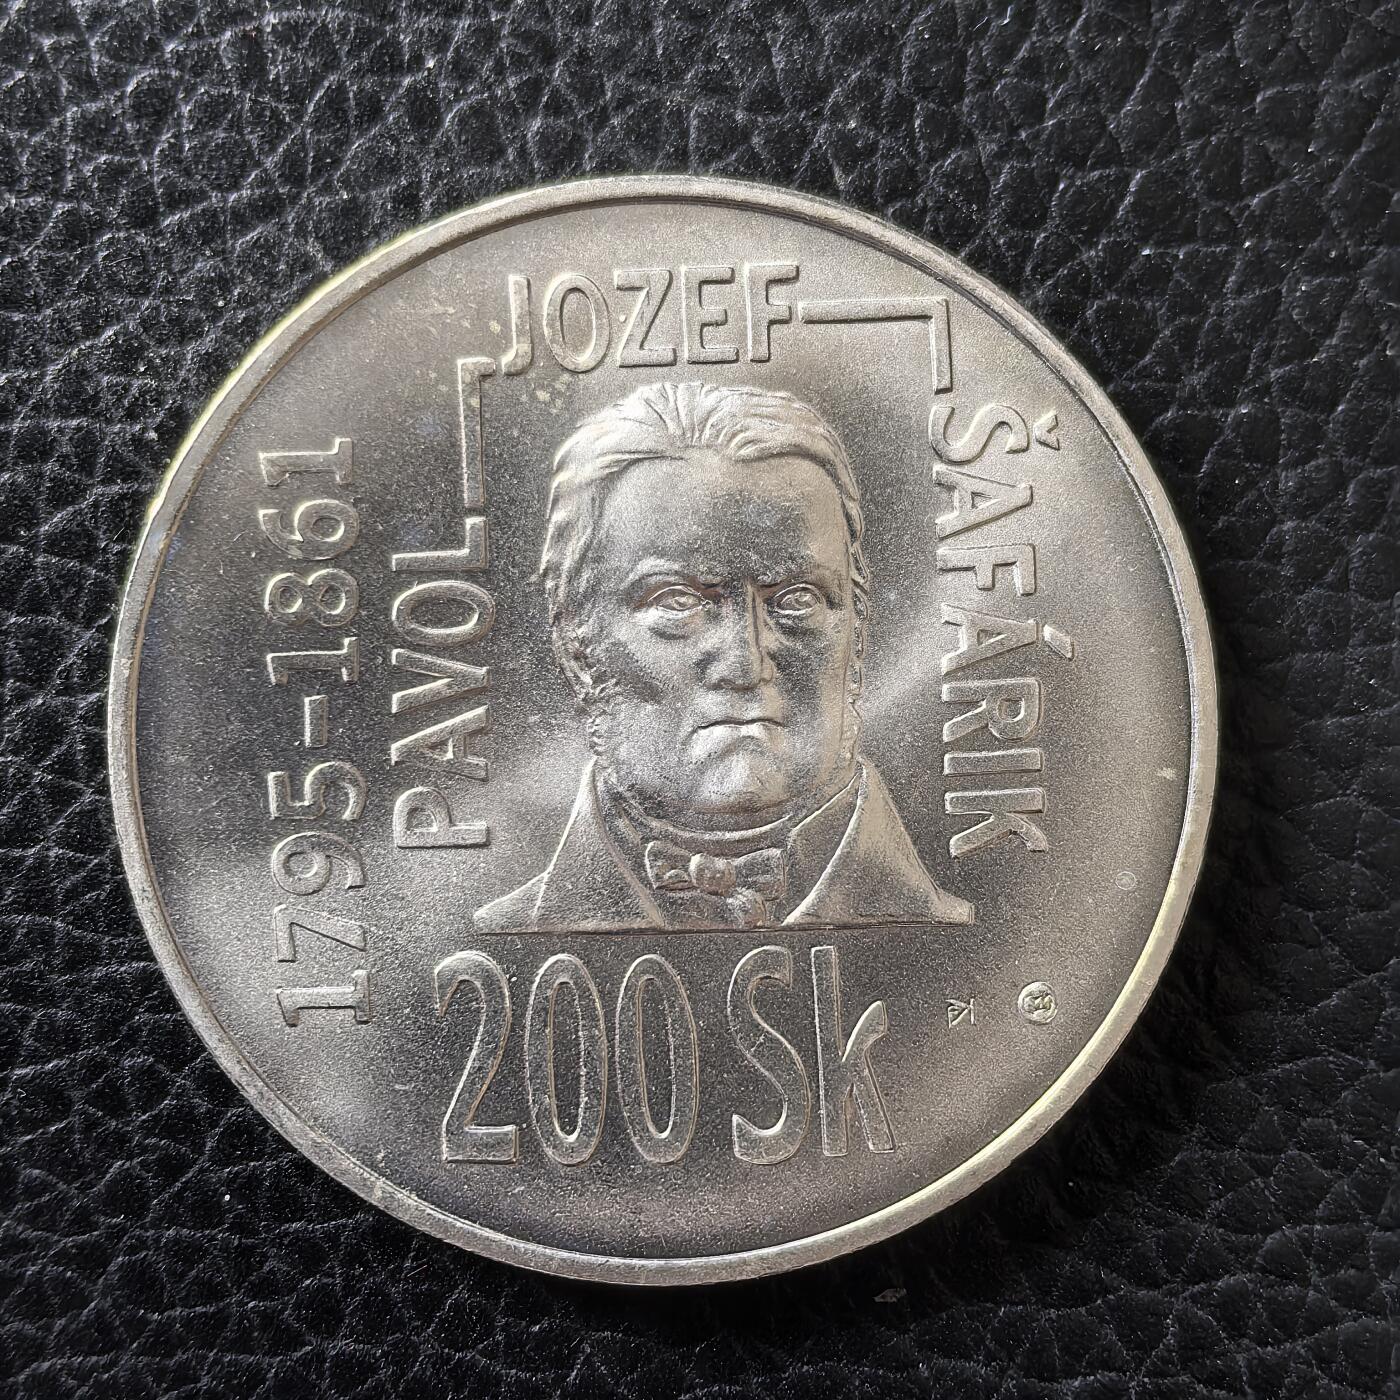 1795-1861
PAVOL
JOZEF
ŠAFÁRIK
200 Sk